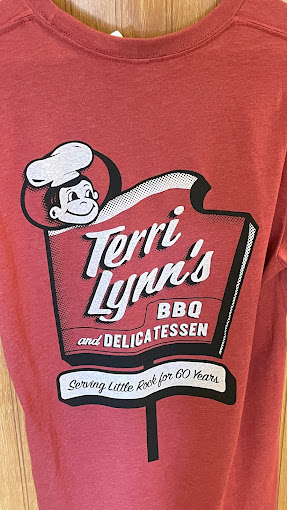 Terri
Lynn's
BBQ
and DELICATESSEN
Serving Little Rock for 60 Years